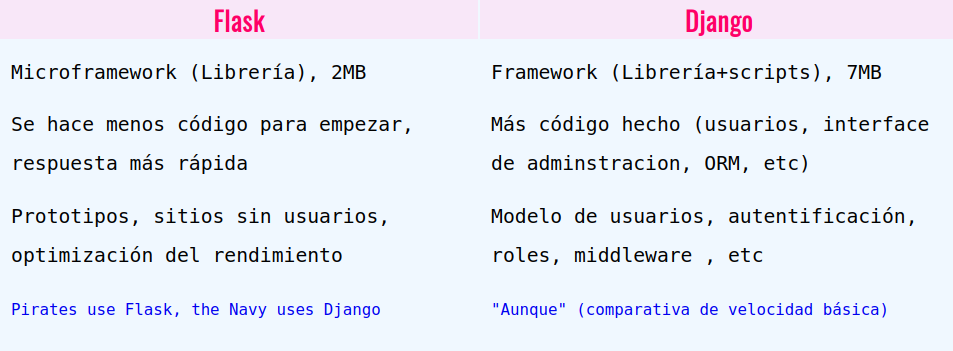 Flask
Django
Microframework (Librería), 2MB
Framework (Librería+scripts), 7MB
Se hace menos código para empezar,
respuesta más rápida
Más código hecho (usuarios, interface
de adminstracion, ORM, etc)
Prototipos, sitios sin usuarios,
optimización del rendimiento
Modelo de usuarios, autentificación,
roles, middleware , etc
Pirates use Flask, the Navy uses Django
"Aunque" (comparativa de velocidad básica)